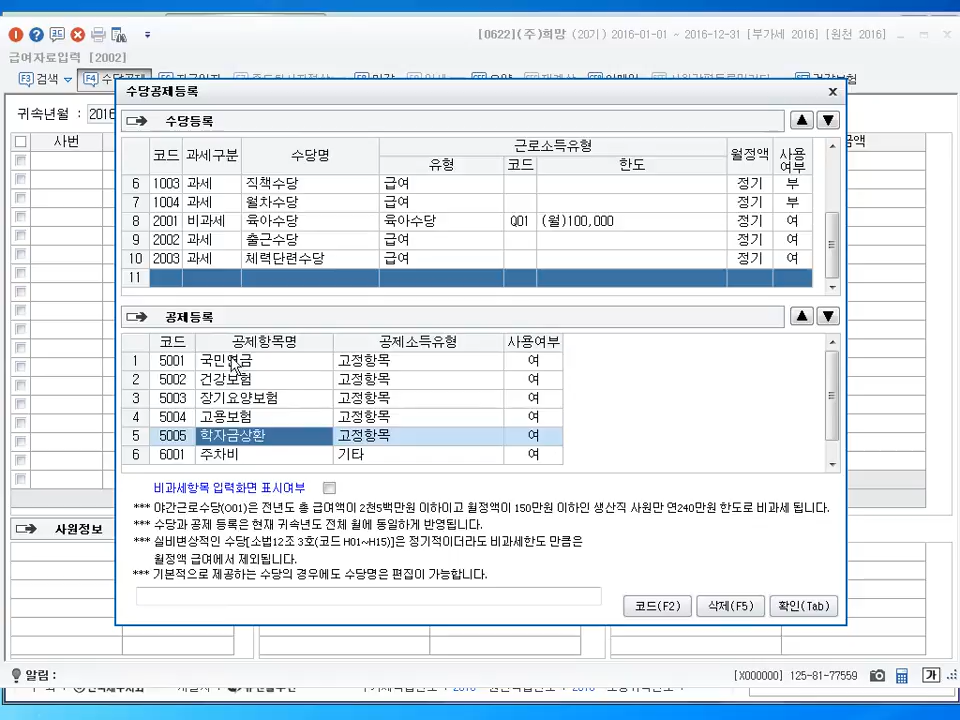 [0622](주)희망 (20기) 2016-01-01 ~ 2016-12-31 [부가세 2016] [원천 2016]
급여자료입력 [2002]
F3 검색 F4
귀속년월 : 2016
사번
수당공제등록
수당등록
코드 과세구분 수당명 근로소득유형 월정액 사용여부
유형 코드 한도
6 1003 과세 직책수당 급여 정기 부
7 1004 과세 월차수당 급여 정기 부
8 2001 비과세 육아수당 육아수당 Q01 (월)100,000 정기 여
9 2002 과세 출근수당 급여 정기 여
10 2003 과세 체력단련수당 급여 정기 여
11
공제등록
코드 공제항목명 공제소득유형 사용여부
1 5001 국민연금 고정항목 여
2 5002 건강보험 고정항목 여
3 5003 장기요양보험 고정항목 여
4 5004 고용보험 고정항목 여
5 5005 학자금상환 고정항목 여
6 6001 주차비 기타 여
비과세항목 입력화면 표시여부
*** 야간근로수당(O01)은 전년도 총 급여액이 2천5백만원 이하이고 월정액이 150만원 이하인 생산직 사원만 연240만원 한도로 비과세 됩니다.
*** 수당과 공제 등록은 현재 귀속년도 전체 월에 동일하게 반영됩니다.
*** 실비변상적인 수당[소법12조 3호(코드 H01~H15)]은 정기적이더라도 비과세한도 만큼은
월정액 급여에서 제외됩니다.
*** 기본적으로 제공하는 수당의 경우에도 수당명은 편집이 가능합니다.
코드(F2) 삭제(F5) 확인(Tab)
사원정보
알림 :
[X000000] 125-81-77559
가